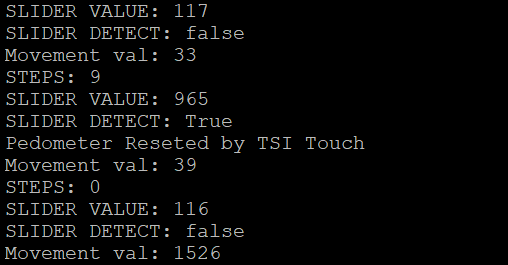 SLIDER VALUE: 117
SLIDER DETECT: false
Movement val: 33
STEPS: 9
SLIDER VALUE: 965
SLIDER DETECT: True
Pedometer Reseted by TSI Touch
Movement val: 39
STEPS: 0
SLIDER VALUE: 116
SLIDER DETECT: false
Movement val: 1526